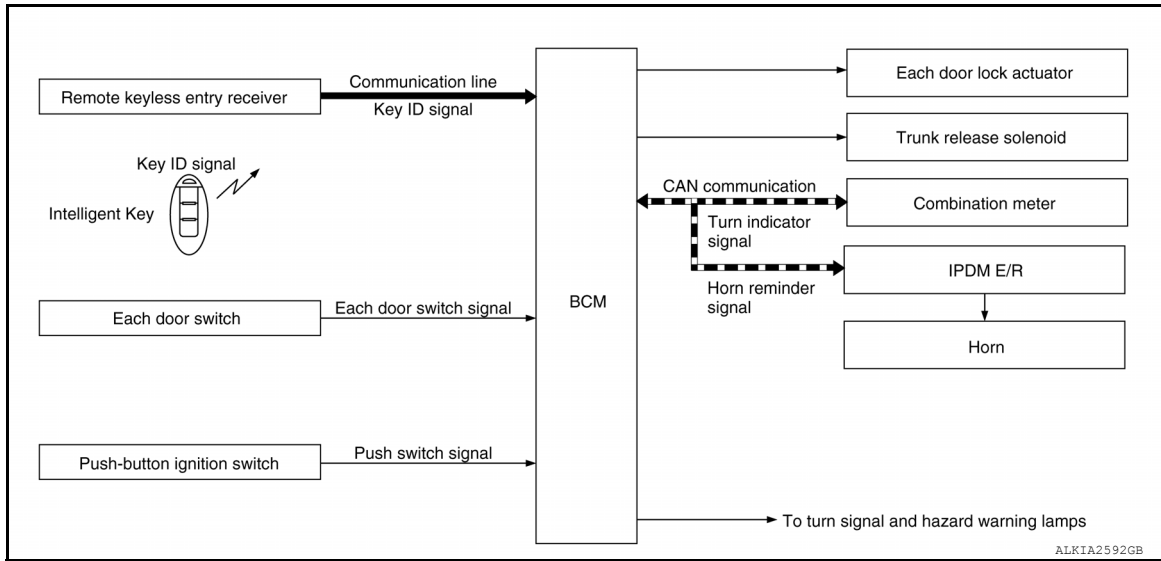 Remote keyless entry receiver
Communication line
Key ID signal
Key ID signal
Intelligent Key
Each door switch
Each door switch signal
Push-button ignition switch
Push switch signal
BCM
Each door lock actuator
Trunk release solenoid
CAN communication
Combination meter
Turn indicator
signal
IPDM E/R
Horn reminder
signal
Horn
To turn signal and hazard warning lamps
ALKIA2592GB